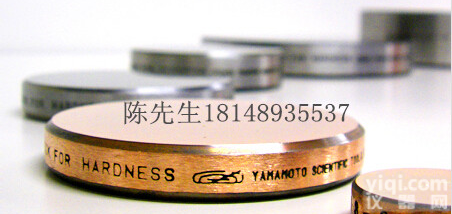 陈先生18148935537
FOR HARDNESS YAMAMOTO SCIENTIFIC TOOL
yiqi.com
仪器网